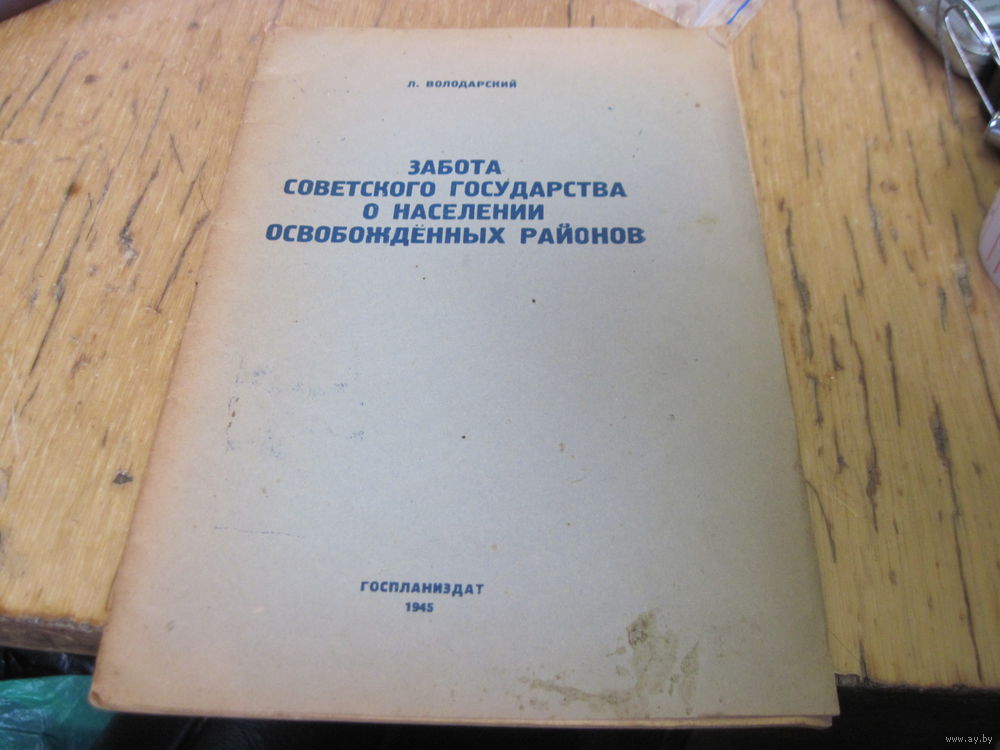 Л. ВОЛОДАРСКИЙ
ЗАБОТА
СОВЕТСКОГО ГОСУДАРСТВА
О НАСЕЛЕНИИ
ОСВОБОЖДЁННЫХ РАЙОНОВ
ГОСПЛАНИЗДАТ
1945
www.ay.by